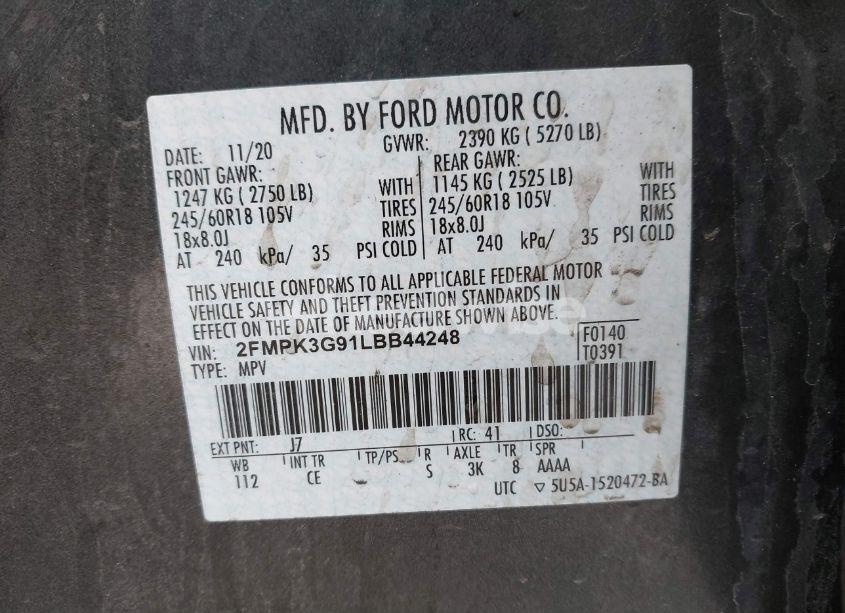 MFD. BY FORD MOTOR CO.
DATE: 11/20 GVWR: 2390 KG ( 5270 LB)
FRONT GAWR: REAR GAWR:
1247 KG ( 2750 LB) WITH 1145 KG ( 2525 LB) WITH
245/60R18 105V TIRES 245/60R18 105V TIRES
18x8.0J RIMS 18x8.0J RIMS
AT 240 kPa/ 35 PSI COLD AT 240 kPa/ 35 PSI COLD
THIS VEHICLE CONFORMS TO ALL APPLICABLE FEDERAL MOTOR
VEHICLE SAFETY AND THEFT PREVENTION STANDARDS IN
EFFECT ON THE DATE OF MANUFACTURE SHOWN ABOVE.
VIN: 2FMPK3G91LBB44248 F0140
TYPE: MPV T0391
EXT PNT: J7 RC: 41 DSO:
WB INT TR TP/PS R AXLE TR SPR
112 CE S 3K 8 AAAA
UTC ▽ 5U5A-1520472-BA